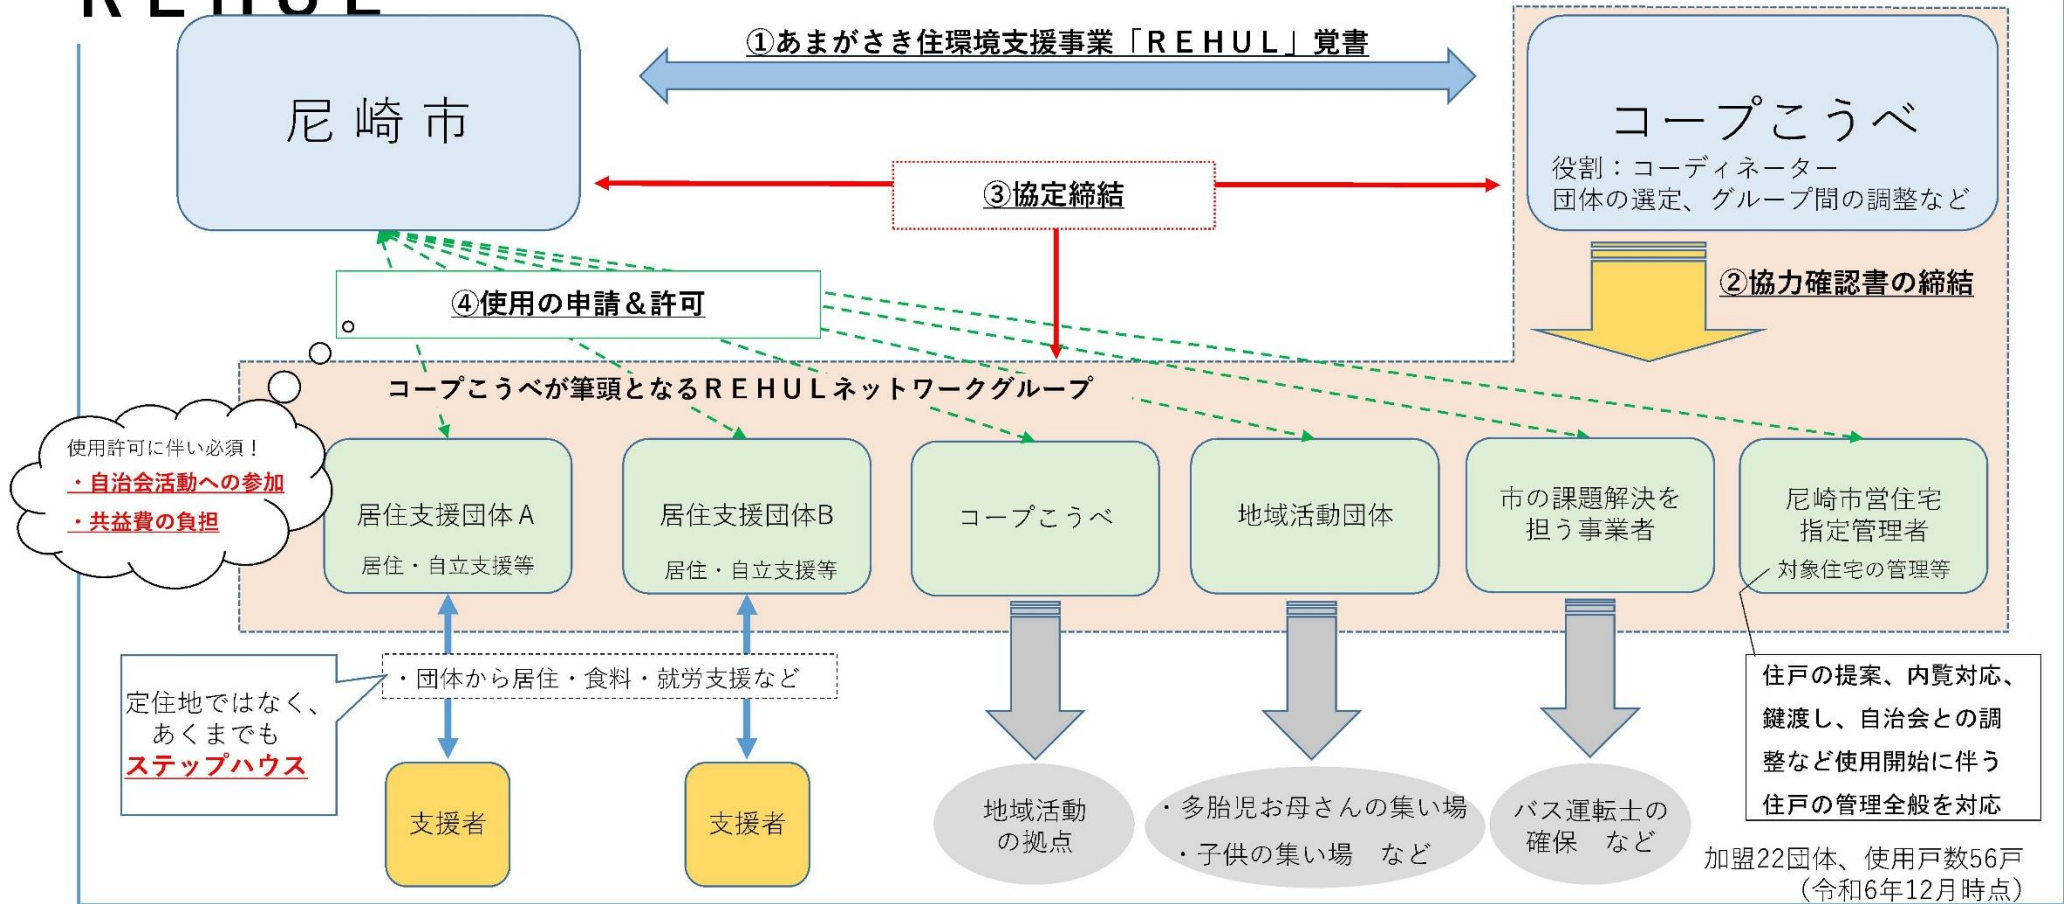 REHUL
①あまがさき住環境支援事業「ＲＥＨＵＬ」覚書
尼崎市
コープこうべ
役割：コーディネーター
団体の選定、グループ間の調整など
③協定締結
②協力確認書の締結
④使用の申請＆許可
コープこうべが筆頭となるＲＥＨＵＬネットワークグループ
使用許可に伴い必須！
・自治会活動への参加
・共益費の負担
居住支援団体Ａ
居住・自立支援等
居住支援団体B
居住・自立支援等
コープこうべ
地域活動団体
市の課題解決を
担う事業者
尼崎市営住宅
指定管理者
対象住宅の管理等
・団体から居住・食料・就労支援など
定住地ではなく、
あくまでも
ステップハウス
支援者
支援者
地域活動
の拠点
・多胎児お母さんの集い場
・子供の集い場　など
バス運転士の
確保　など
住戸の提案、内覧対応、
鍵渡し、自治会との調
整など使用開始に伴う
住戸の管理全般を対応
加盟22団体、使用戸数56戸
（令和6年12月時点）